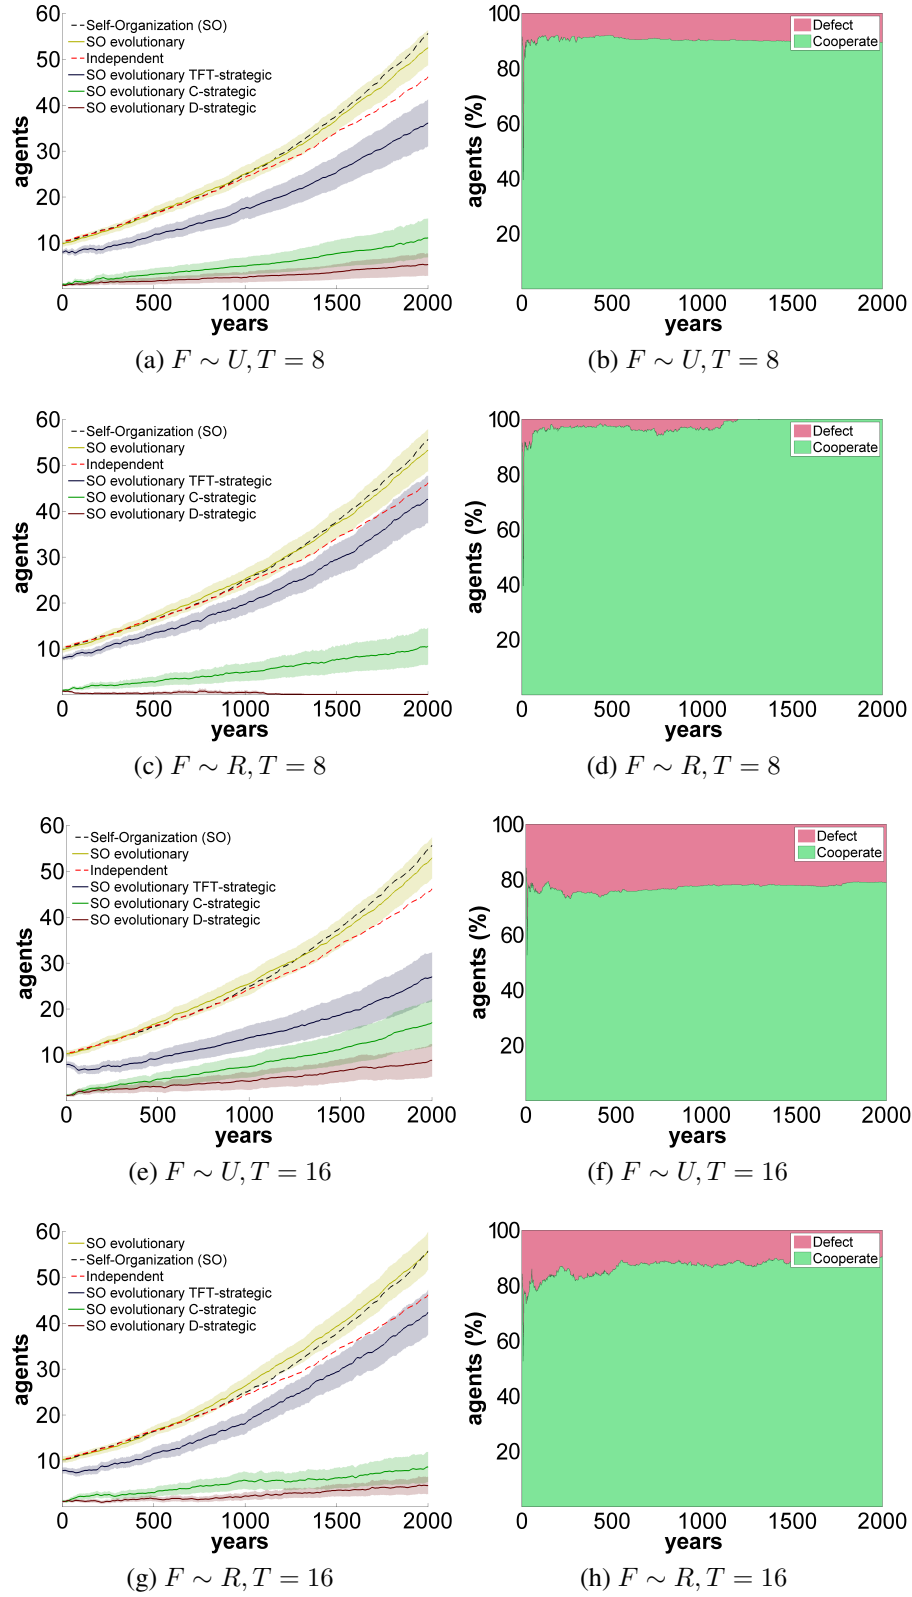 60
50
40
30
20
10
agents
Self-Organization (SO)
SO evolutionary
Independent
SO evolutionary TFT-strategic
SO evolutionary C-strategic
SO evolutionary D-strategic
0 500 1000 1500 2000
years
(a) F ∼ U, T = 8
100
80
60
40
20
agents (%)
Defect
Cooperate
0 500 1000 1500 2000
years
(b) F ∼ U, T = 8
60
50
40
30
20
10
agents
Self-Organization (SO)
SO evolutionary
Independent
SO evolutionary TFT-strategic
SO evolutionary C-strategic
SO evolutionary D-strategic
0 500 1000 1500 2000
years
(c) F ∼ R, T = 8
100
80
60
40
20
agents (%)
Defect
Cooperate
0 500 1000 1500 2000
years
(d) F ∼ R, T = 8
60
50
40
30
20
10
agents
Self-Organization (SO)
SO evolutionary
Independent
SO evolutionary TFT-strategic
SO evolutionary C-strategic
SO evolutionary D-strategic
0 500 1000 1500 2000
years
(e) F ∼ U, T = 16
100
80
60
40
20
agents (%)
Defect
Cooperate
0 500 1000 1500 2000
years
(f) F ∼ U, T = 16
60
50
40
30
20
10
agents
SO evolutionary
Self-Organization (SO)
Independent
SO evolutionary TFT-strategic
SO evolutionary C-strategic
SO evolutionary D-strategic
0 500 1000 1500 2000
years
(g) F ∼ R, T = 16
100
80
60
40
20
agents (%)
Defect
Cooperate
0 500 1000 1500 2000
years
(h) F ∼ R, T = 16